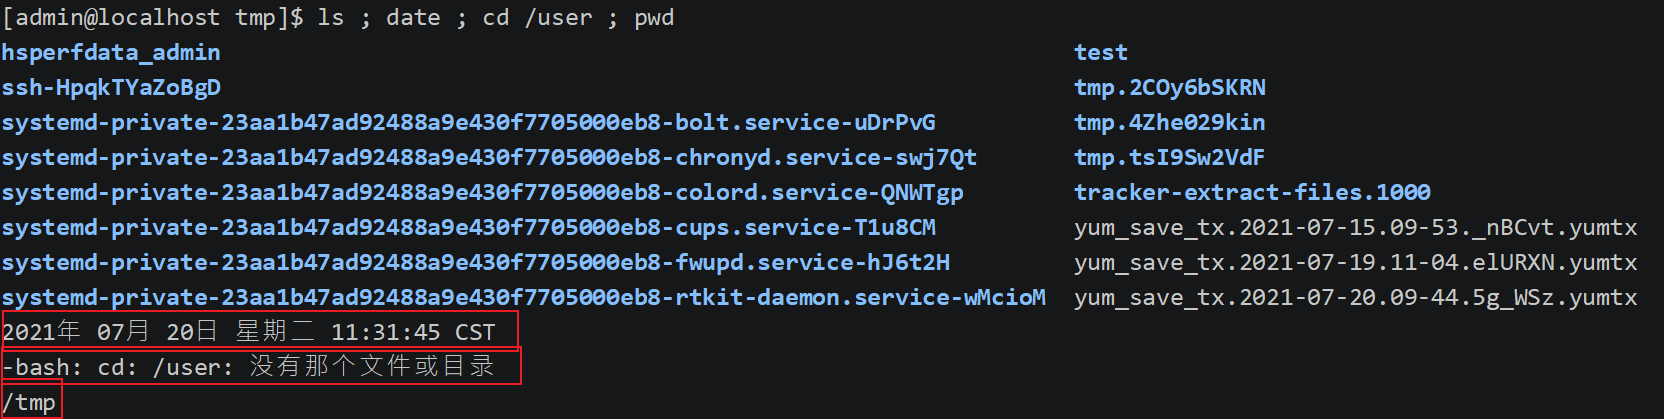 [admin@localhost tmp]$ ls ; date ; cd /user ; pwd
hsperfdata_admin test
ssh-HpqkTYaZoBgD tmp.2COy6bSKRN
systemd-private-23aa1b47ad92488a9e430f7705000eb8-bolt.service-uDrPvG tmp.4Zhe029kin
systemd-private-23aa1b47ad92488a9e430f7705000eb8-chronyd.service-swj7Qt tmp.tsI9Sw2VdF
systemd-private-23aa1b47ad92488a9e430f7705000eb8-colord.service-QNWTgp tracker-extract-files.1000
systemd-private-23aa1b47ad92488a9e430f7705000eb8-cups.service-T1u8CM yum_save_tx.2021-07-15.09-53._nBCvt.yumtx
systemd-private-23aa1b47ad92488a9e430f7705000eb8-fwupd.service-hJ6t2H yum_save_tx.2021-07-19.11-04.elURXN.yumtx
systemd-private-23aa1b47ad92488a9e430f7705000eb8-rtkit-daemon.service-wMcioM yum_save_tx.2021-07-20.09-44.5g_WSz.yumtx
2021年 07月 20日 星期二 11:31:45 CST
-bash: cd: /user: 没有那个文件或目录
/tmp